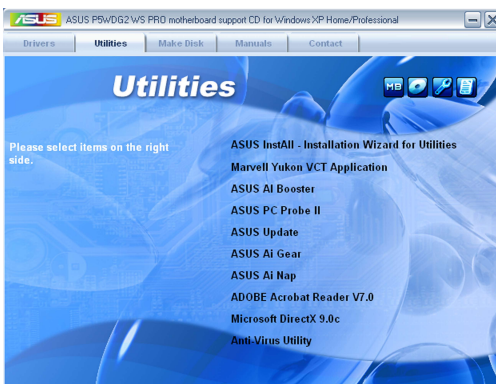 ASUS ASUS P5WDG2 WS PRO motherboard support CD for Windows XP Home/Professional
Drivers Utilities Make Disk Manuals Contact
Utilities
MB
Please select items on the right side.
ASUS InstAll - Installation Wizard for Utilities
Marvell Yukon VCT Application
ASUS AI Booster
ASUS PC Probe II
ASUS Update
ASUS Ai Gear
ASUS Ai Nap
ADOBE Acrobat Reader V7.0
Microsoft DirectX 9.0c
Anti-Virus Utility